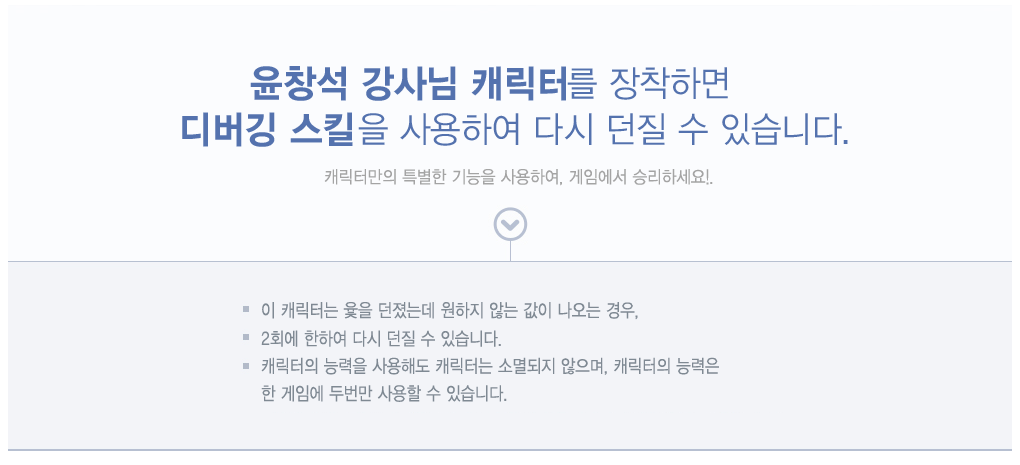 윤창석 강사님 캐릭터를 장착하면
디버깅 스킬을 사용하여 다시 던질 수 있습니다.
캐릭터만의 특별한 기능을 사용하여, 게임에서 승리하세요!.
이 캐릭터는 윷을 던졌는데 원하지 않는 값이 나오는 경우,
2회에 한하여 다시 던질 수 있습니다.
캐릭터의 능력을 사용해도 캐릭터는 소멸되지 않으며, 캐릭터의 능력은
한 게임에 두번만 사용할 수 있습니다.